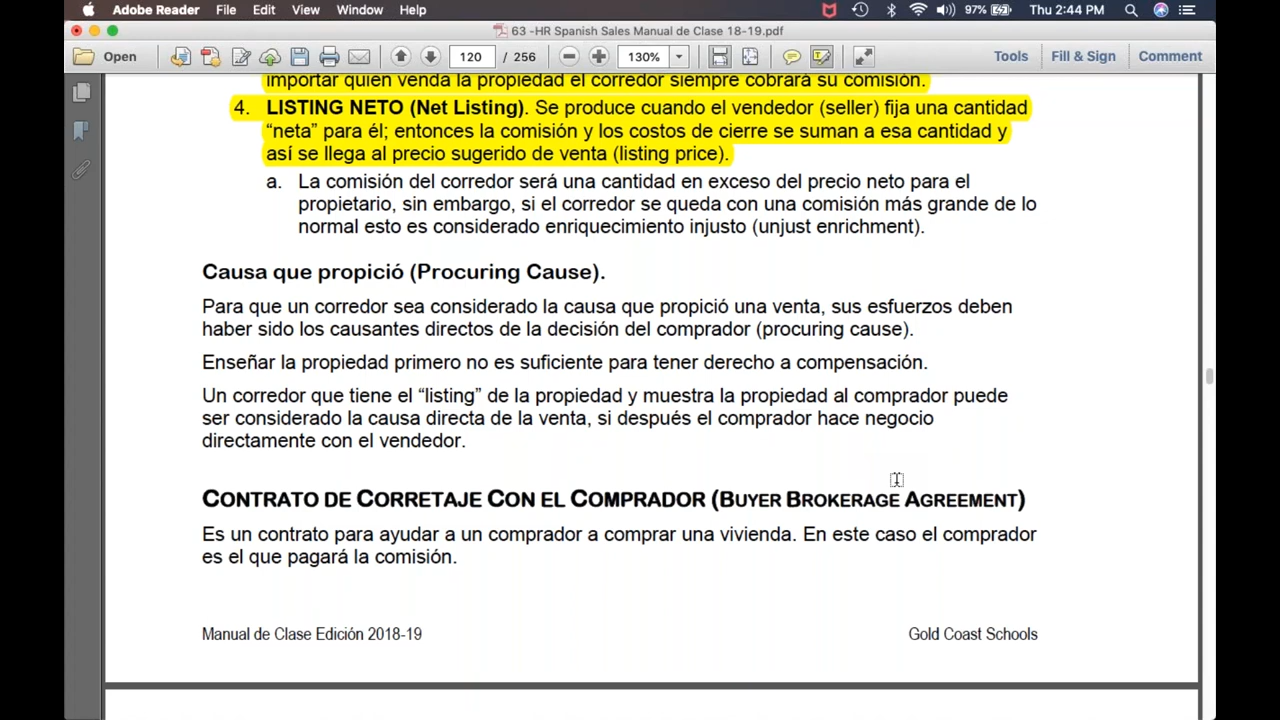 Adobe Reader File Edit View Window Help 97% Thu 2:44 PM
63 -HR Spanish Sales Manual de Clase 18-19.pdf
Open 120 / 256 130% Tools Fill & Sign Comment
importar quien venda la propiedad el corredor siempre cobrará su comisión.
4. LISTING NETO (Net Listing). Se produce cuando el vendedor (seller) fija una cantidad
“neta” para él; entonces la comisión y los costos de cierre se suman a esa cantidad y
así se llega al precio sugerido de venta (listing price).
a. La comisión del corredor será una cantidad en exceso del precio neto para el
propietario, sin embargo, si el corredor se queda con una comisión más grande de lo
normal esto es considerado enriquecimiento injusto (unjust enrichment).
Causa que propició (Procuring Cause).
Para que un corredor sea considerado la causa que propició una venta, sus esfuerzos deben
haber sido los causantes directos de la decisión del comprador (procuring cause).
Enseñar la propiedad primero no es suficiente para tener derecho a compensación.
Un corredor que tiene el “listing” de la propiedad y muestra la propiedad al comprador puede
ser considerado la causa directa de la venta, si después el comprador hace negocio
directamente con el vendedor.
CONTRATO DE CORRETAJE CON EL COMPRADOR (BUYER BROKERAGE AGREEMENT)
Es un contrato para ayudar a un comprador a comprar una vivienda. En este caso el comprador
es el que pagará la comisión.
Manual de Clase Edición 2018-19 Gold Coast Schools